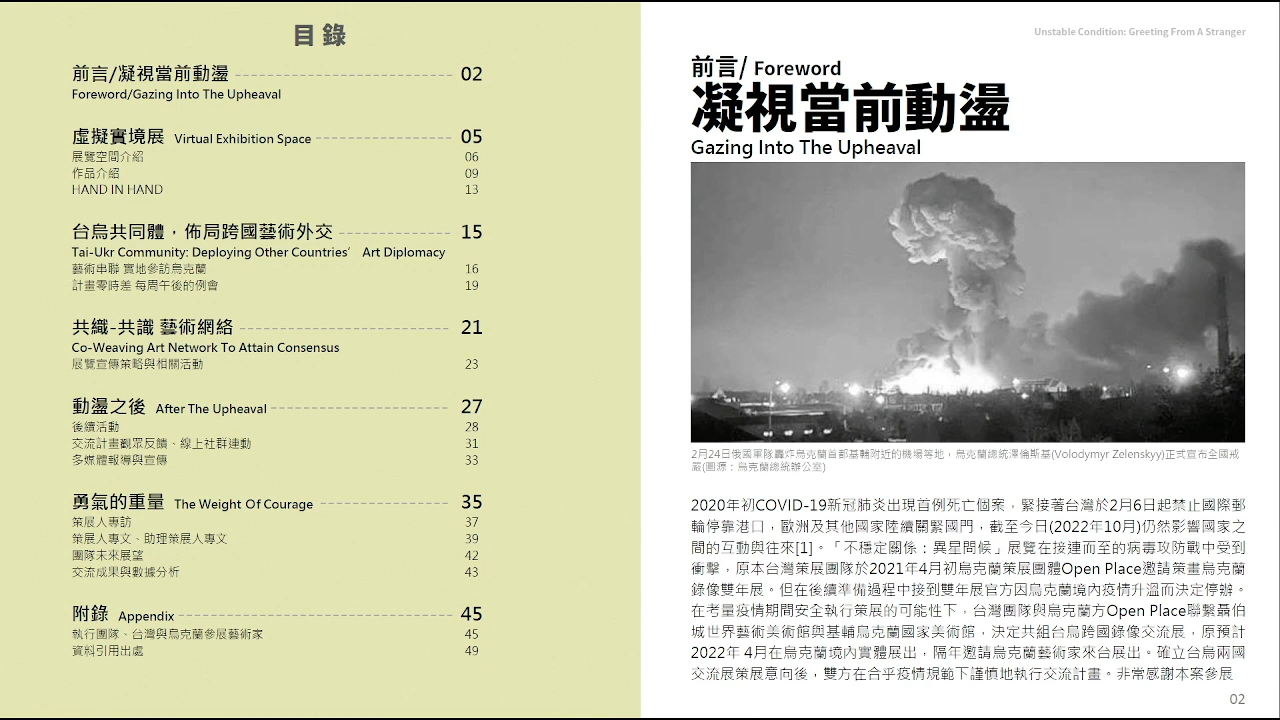 目錄
前言/凝視當前動盪 02
Foreword/Gazing Into The Upheaval
虛擬實境展 Virtual Exhibition Space 05
展覽空間介紹 06
作品介紹 09
HAND IN HAND 13
台烏共同體，佈局跨國藝術外交 15
Tai-Ukr Community: Deploying Other Countries’ Art Diplomacy
藝術串聯 實地參訪烏克蘭 16
計畫零時差 每周午後的例會 19
共織-共識 藝術網絡 21
Co-Weaving Art Network To Attain Consensus
展覽宣傳策略與相關活動 23
動盪之後 After The Upheaval 27
後續活動 28
交流計畫觀眾反饋、線上社群連動 31
多媒體報導與宣傳 33
勇氣的重量 The Weight Of Courage 35
策展人專訪 37
策展人專文、助理策展人專文 39
團隊未來展望 42
交流成果與數據分析 43
附錄 Appendix 45
執行團隊、台灣與烏克蘭參展藝術家 45
資料引用出處 49
Unstable Condition: Greeting From A Stranger
前言/ Foreword
凝視當前動盪
Gazing Into The Upheaval
2月24日俄國軍隊轟炸烏克蘭首都基輔附近的機場等地，烏克蘭總統澤倫斯基(Volodymyr Zelenskyy)正式宣布全國戒
嚴(圖源：烏克蘭總統辦公室)
2020年初COVID-19新冠肺炎出現首例死亡個案，緊接著台灣於2月6日起禁止國際郵
輪停靠港口，歐洲及其他國家陸續關緊國門，截至今日(2022年10月)仍然影響國家之
間的互動與往來[1]。「不穩定關係：異星問候」展覽在接連而至的病毒攻防戰中受到
衝擊，原本台灣策展團隊於2021年4月初烏克蘭策展團體Open Place邀請策畫烏克蘭
錄像雙年展。但在後續準備過程中接到雙年展官方因烏克蘭境內疫情升溫而決定停辦。
在考量疫情期間安全執行策展的可能性下，台灣團隊與烏克蘭方Open Place聯繫聶伯
城世界藝術美術館與基輔烏克蘭國家美術館，決定共組台烏跨國錄像交流展，原預計
2022年 4月在烏克蘭境內實體展出，隔年邀請烏克蘭藝術家來台展出。確立台烏兩國
交流展策展意向後，雙方在合乎疫情規範下謹慎地執行交流計畫。非常感謝本案參展
02